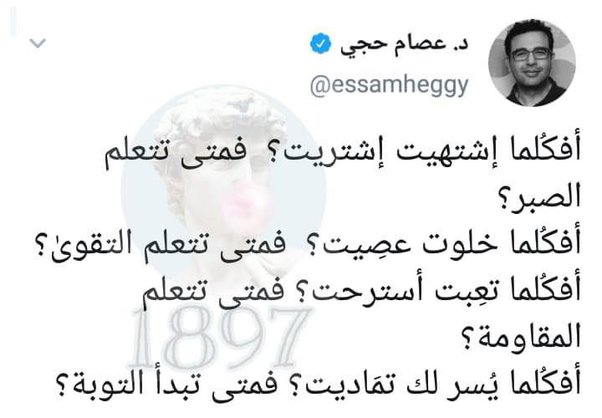 د. عصام حجي
@essamheggy
أفكُلما إشتهيت إشتريت؟ فمتى تتعلم
الصبر؟
أفكُلما خلوت عصِيت؟ فمتى تتعلم التقوىٰ؟
أفكُلما تعِبت أسترحت؟ فمتى تتعلم
المقاومة؟
أفكُلما يُسر لك تمَاديت؟ فمتى تبدأ التوبة؟
1897